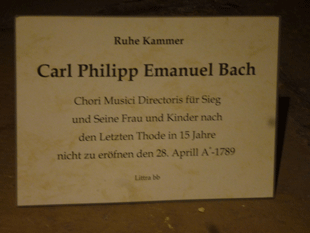 Ruhe Kammer
Carl Philipp Emanuel Bach
Chori Musici Directoris für Sieg
und Seine Frau und Kinder nach
den Letzten Thode in 15 Jahre
nicht zu eröfnen den 28. Aprill A°-1789
Littra bb